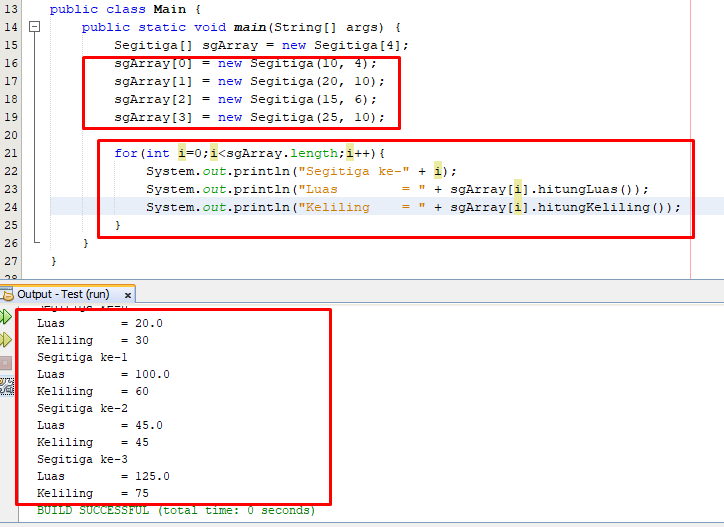 13 public class Main {
14 public static void main(String[] args) {
15 Segitiga[] sgArray = new Segitiga[4];
16 sgArray[0] = new Segitiga(10, 4);
17 sgArray[1] = new Segitiga(20, 10);
18 sgArray[2] = new Segitiga(15, 6);
19 sgArray[3] = new Segitiga(25, 10);
20
21 for(int i=0;i<sgArray.length;i++){
22 System.out.println("Segitiga ke-" + i);
23 System.out.println("Luas         = " + sgArray[i].hitungLuas());
24 System.out.println("Keliling    = " + sgArray[i].hitungKeliling());
25 }
26 }
27 }
Output - Test (run) ×
Luas         = 20.0
Keliling    = 30
Segitiga ke-1
Luas         = 100.0
Keliling    = 60
Segitiga ke-2
Luas         = 45.0
Keliling    = 45
Segitiga ke-3
Luas         = 125.0
Keliling    = 75
BUILD SUCCESSFUL (total time: 0 seconds)